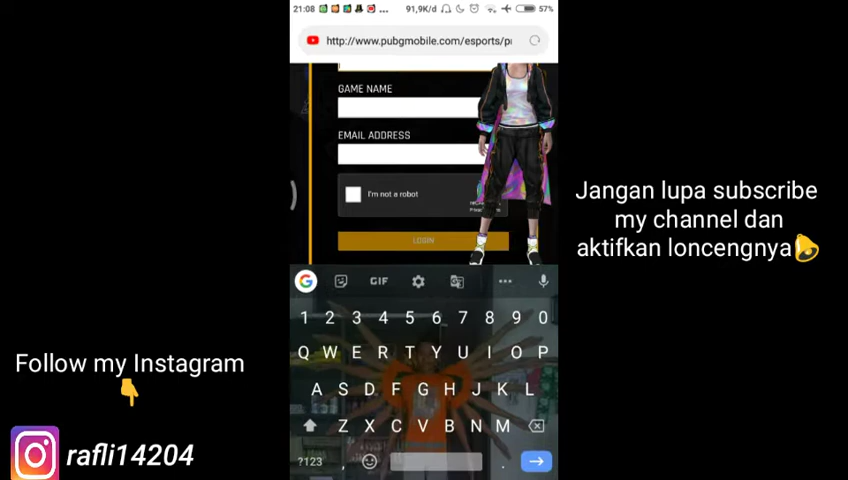 21:08
91,9K/d
57%
http://www.pubgmobile.com/esports/p
GAME NAME
EMAIL ADDRESS
I'm not a robot
LOGIN
Jangan lupa subscribe
my channel dan
aktifkan loncengnya🔔
Follow my Instagram
👇
rafli14204
G GIF
1 2 3 4 5 6 7 8 9 0
Q W E R T Y U I O P
A S D F G H J K L
Z X C V B N M
?123 , .